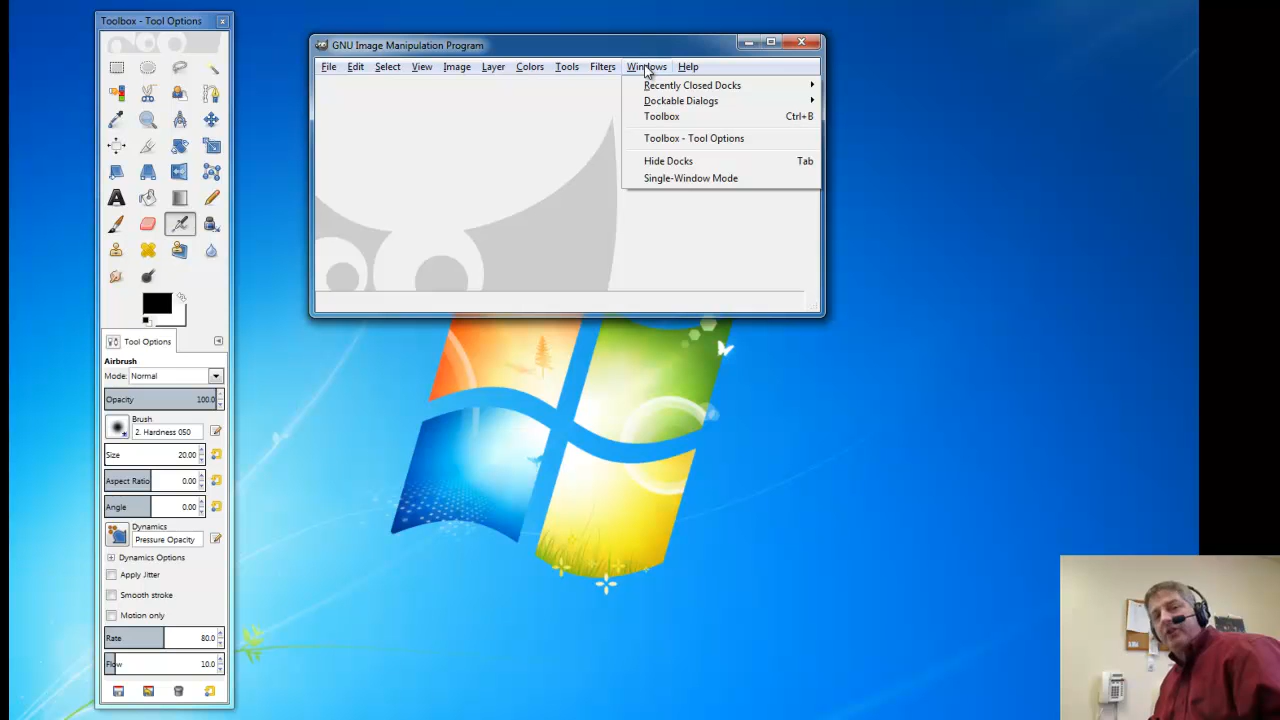 Toolbox - Tool Options
GNU Image Manipulation Program
File Edit Select View Image Layer Colors Tools Filters Windows Help
Recently Closed Docks
Dockable Dialogs
Toolbox Ctrl+B
Toolbox - Tool Options
Hide Docks Tab
Single-Window Mode
Tool Options
Airbrush
Mode: Normal
Opacity 100.0
Brush
2. Hardness 050
Size 20.00
Aspect Ratio 0.00
Angle 0.00
Dynamics
Pressure Opacity
Dynamics Options
Apply Jitter
Smooth stroke
Motion only
Rate 80.0
Flow 10.0